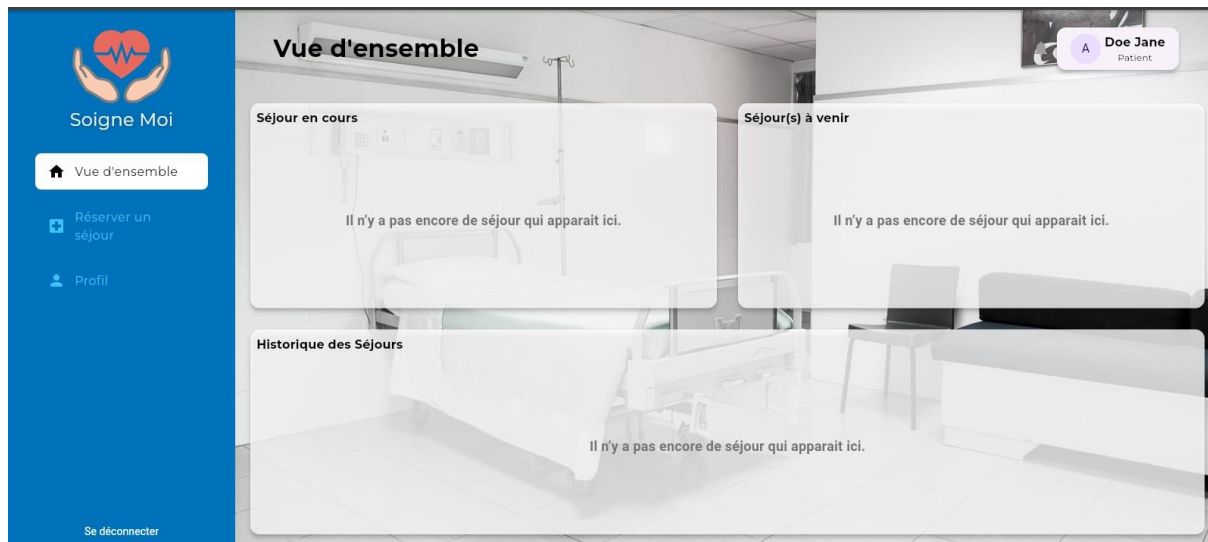 Soigne Moi
Vue d'ensemble
Réserver un
séjour
Profil
Se déconnecter
Vue d'ensemble
A
Doe Jane
Patient
Séjour en cours
Il n'y a pas encore de séjour qui apparait ici.
Séjour(s) à venir
Il n'y a pas encore de séjour qui apparait ici.
Historique des Séjours
Il n'y a pas encore de séjour qui apparait ici.